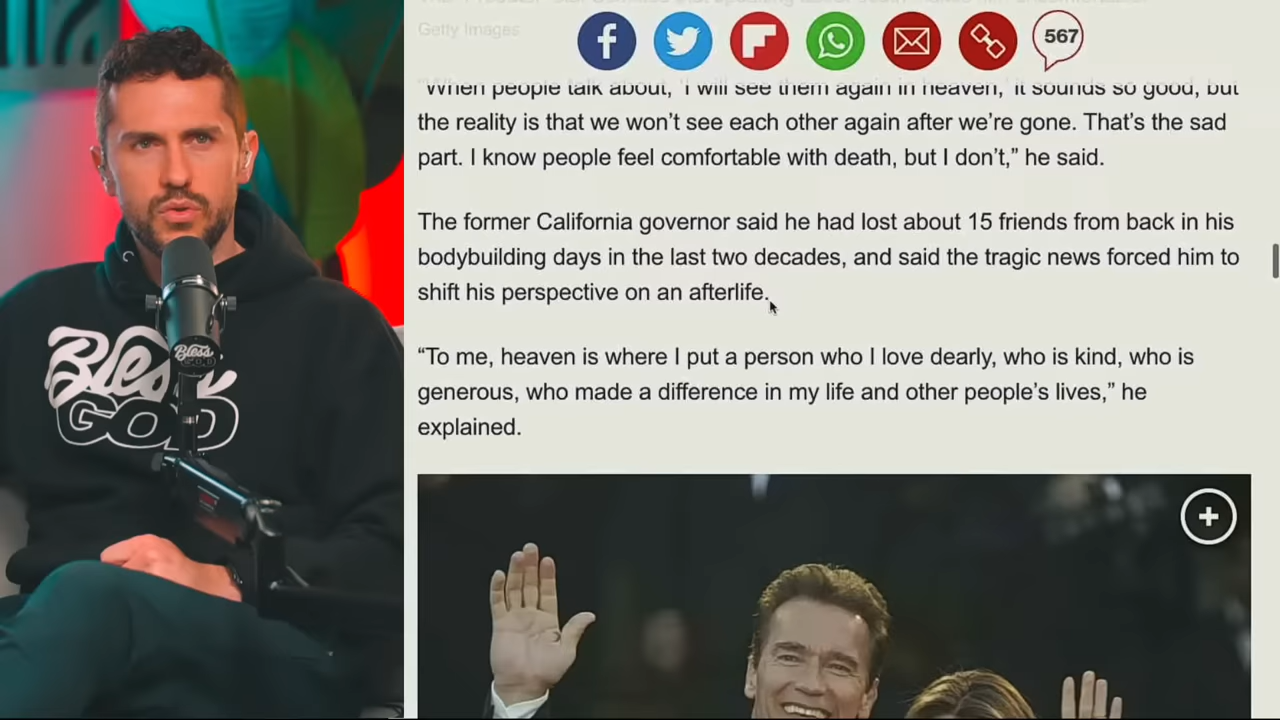 Getty Images
567
“When people talk about, ‘I will see them again in heaven,’ it sounds so good, but
the reality is that we won’t see each other again after we’re gone. That’s the sad
part. I know people feel comfortable with death, but I don’t,” he said.
The former California governor said he had lost about 15 friends from back in his
bodybuilding days in the last two decades, and said the tragic news forced him to
shift his perspective on an afterlife.
“To me, heaven is where I put a person who I love dearly, who is kind, who is
generous, who made a difference in my life and other people’s lives,” he
explained.
Bless
GOD
Bless
GOD